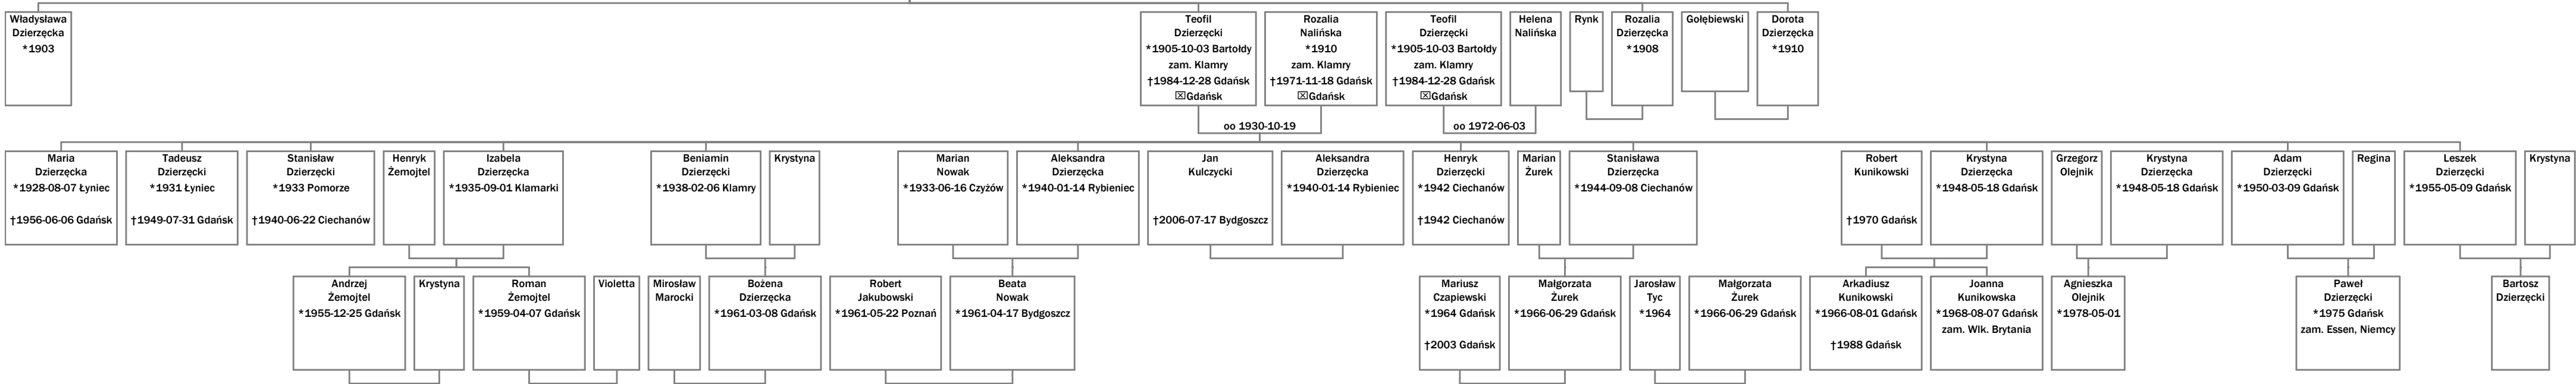 Władysława
Dzierzęcka
*1903
Teofil
Dzierzęcki
*1905-10-03 Bartołdy
zam. Klamry
†1984-12-28 Gdańsk
☒Gdańsk
Rozalia
Nalińska
*1910
zam. Klamry
†1971-11-18 Gdańsk
☒Gdańsk
Teofil
Dzierzęcki
*1905-10-03 Bartołdy
zam. Klamry
†1984-12-28 Gdańsk
☒Gdańsk
Helena
Nalińska
Rynk
Rozalia
Dzierzęcka
*1908
Gołębiewski
Dorota
Dzierzęcka
*1910
oo 1930-10-19
oo 1972-06-03
Maria
Dzierzęcka
*1928-08-07 Łyniec
†1956-06-06 Gdańsk
Tadeusz
Dzierzęcki
*1931 Łyniec
†1949-07-31 Gdańsk
Stanisław
Dzierzęcki
*1933 Pomorze
†1940-06-22 Ciechanów
Henryk
Żemojtel
Izabela
Dzierzęcka
*1935-09-01 Klamarki
Beniamin
Dzierzęcki
*1938-02-06 Klamry
Krystyna
Marian
Nowak
*1933-06-16 Czyżów
Aleksandra
Dzierzęcka
*1940-01-14 Rybieniec
Jan
Kulczycki
†2006-07-17 Bydgoszcz
Aleksandra
Dzierzęcka
*1940-01-14 Rybieniec
Henryk
Dzierzęcki
*1942 Ciechanów
†1942 Ciechanów
Marian
Żurek
Stanisława
Dzierzęcka
*1944-09-08 Ciechanów
Robert
Kunikowski
†1970 Gdańsk
Krystyna
Dzierzęcka
*1948-05-18 Gdańsk
Grzegorz
Olejnik
Krystyna
Dzierzęcka
*1948-05-18 Gdańsk
Adam
Dzierzęcki
*1950-03-09 Gdańsk
Regina
Leszek
Dzierzęcki
*1955-05-09 Gdańsk
Krystyna
Andrzej
Żemojtel
*1955-12-25 Gdańsk
Krystyna
Roman
Żemojtel
*1959-04-07 Gdańsk
Violetta
Mirosław
Marocki
Bożena
Dzierzęcka
*1961-03-08 Gdańsk
Robert
Jakubowski
*1961-05-22 Poznań
Beata
Nowak
*1961-04-17 Bydgoszcz
Mariusz
Czapiewski
*1964 Gdańsk
†2003 Gdańsk
Małgorzata
Żurek
*1966-06-29 Gdańsk
Jarosław
Tyc
*1964
Małgorzata
Żurek
*1966-06-29 Gdańsk
Arkadiusz
Kunikowski
*1966-08-01 Gdańsk
†1988 Gdańsk
Joanna
Kunikowska
*1968-08-07 Gdańsk
zam. Wlk. Brytania
Agnieszka
Olejnik
*1978-05-01
Paweł
Dzierzęcki
*1975 Gdańsk
zam. Essen, Niemcy
Bartosz
Dzierzęcki